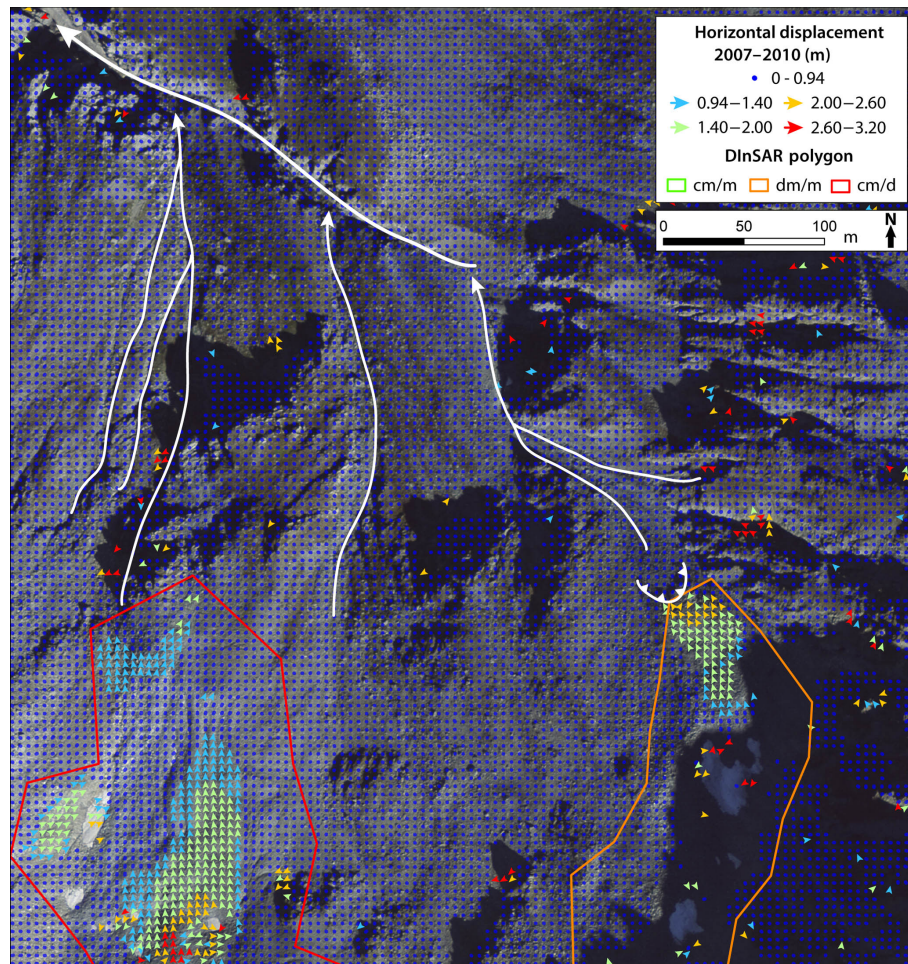 Horizontal displacement
2007–2010 (m)
0 - 0.94
0.94–1.40 2.00–2.60
1.40–2.00 2.60–3.20
DInSAR polygon
cm/m dm/m cm/d
0 50 100 m
N